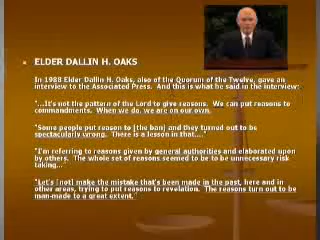 ELDER DALLIN H. OAKS
In 1988 Elder Dallin H. Oaks, also of the Quorum of the Twelve, gave an
interview to the Associated Press. And this is what he said in the interview:
"...It's not the pattern of the Lord to give reasons. We can put reasons to
commandments. When we do, we are on our own.
"Some people put reason to [the ban] and they turned out to be
spectacularly wrong. There is a lesson in that...."
"I'm referring to reasons given by general authorities and elaborated upon
by others. The whole set of reasons seemed to be to be unnecessary risk
taking..."
"Let's [not] make the mistake that's been made in the past, here and in
other areas, trying to put reasons to revelation. The reasons turn out to be
man-made to a great extent."